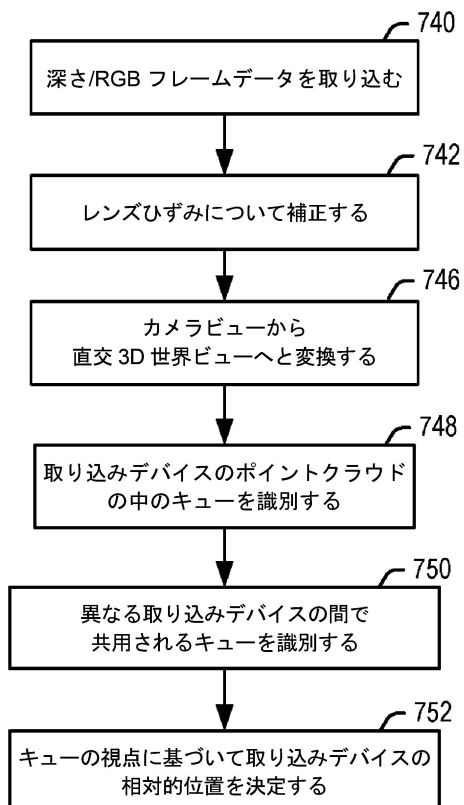 740
深さ/RGB フレームデータを取り込む
742
レンズひずみについて補正する
746
カメラビューから
直交 3D 世界ビューへと変換する
748
取り込みデバイスのポイントクラウド
の中のキューを識別する
750
異なる取り込みデバイスの間で
共用されるキューを識別する
752
キューの視点に基づいて取り込みデバイスの
相対的位置を決定する